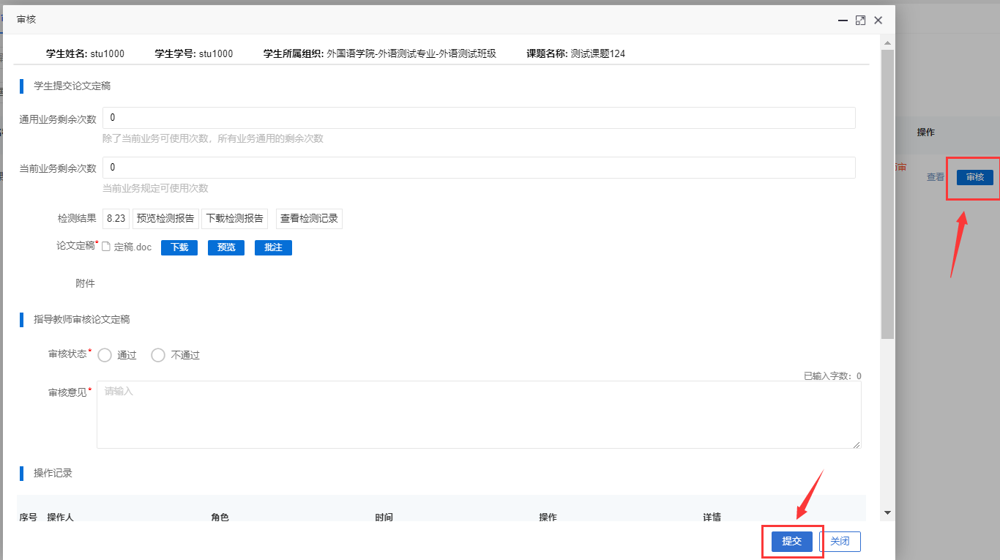 审核
学生姓名: stu1000 学生学号: stu1000 学生所属组织: 外国语学院-外语测试专业-外语测试班级 课题名称: 测试课题124
学生提交论文定稿
通用业务剩余次数 0
除了当前业务可使用次数，所有业务通用的剩余次数
操作
当前业务剩余次数 0
审
查看 审核
当前业务规定可使用次数
检测结果 8.23 预览检测报告 下载检测报告 查看检测记录
论文定稿* 定稿.doc 下载 预览 批注
附件
指导教师审核论文定稿
审核状态* 通过 不通过
已输入字数：0
审核意见* 请输入
操作记录
序号 操作人 角色 时间 操作 详情
提交 关闭